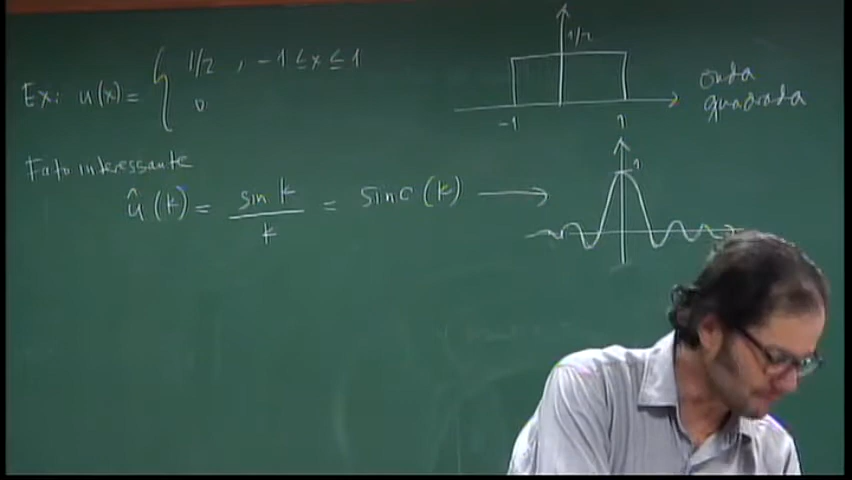 Ex: u(x) = { 1/2 , -1 ≤ x ≤ 1
0
1/2
-1 1
onda
quadrada
Fato interessante
û(k) = sin k / k = sinc(k) →
1